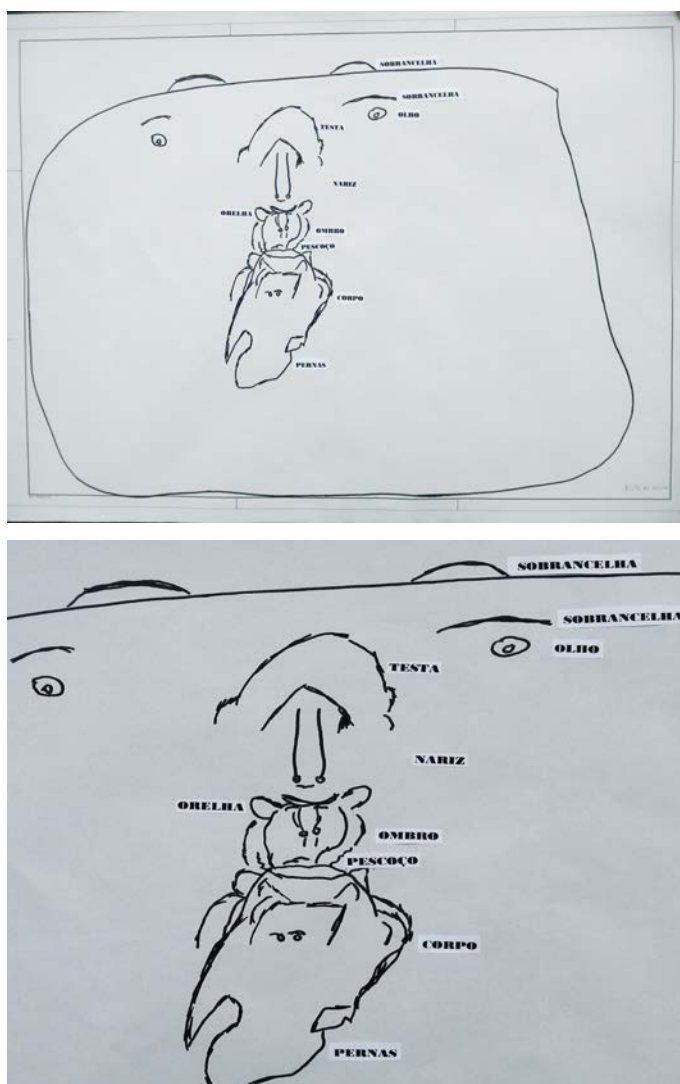 SOBRANCELHA
SOBRANCELHA
OLHO
TESTA
NARIZ
ORELHA
OMBRO
PESCOÇO
CORPO
PERNAS
SOBRANCELHA
SOBRANCELHA
OLHO
TESTA
NARIZ
ORELHA
OMBRO
PESCOÇO
CORPO
PERNAS